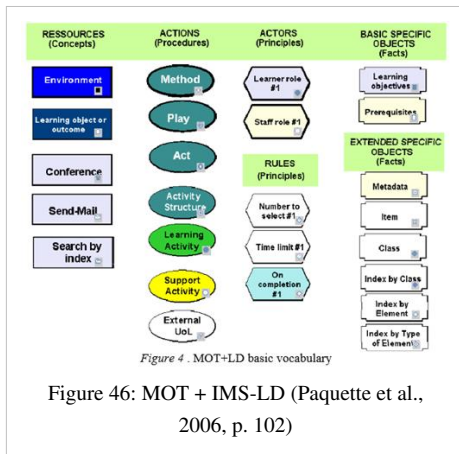 RESSOURCES
(Concepts)
Environment
Learning object or
outcome
Conference
Send-Mail
Search by
index
ACTIONS
(Procedures)
Method
Play
Act
Activity
Structure
Learning
Activity
Support
Activity
External
UoL
ACTORS
(Principles)
Learner role
#1
Staff role #1
RULES
(Principles)
Number to
select #1
Time limit #1
On
completion
#1
BASIC SPECIFIC
OBJECTS
(Facts)
Learning
objectives
Prerequisites
EXTENDED SPECIFIC
OBJECTS
(Facts)
Metadata
Item
Class
Index by Class
Index by
Element
Index by Type
of Element
Figure 4 . MOT+LD basic vocabulary
Figure 46: MOT + IMS-LD (Paquette et al.,
2006, p. 102)